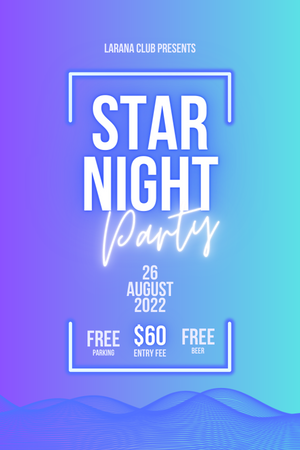 LARANA CLUB PRESENTS
STAR
NIGHT
Party
26
AUGUST
2022
FREE $60 FREE
PARKING ENTRY FEE BEER